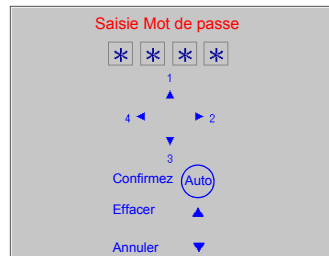 Saisie Mot de passe
* * * *
1
4 ◄ ► 2
3
Confirmez Auto
Effacer ▲
Annuler ▼